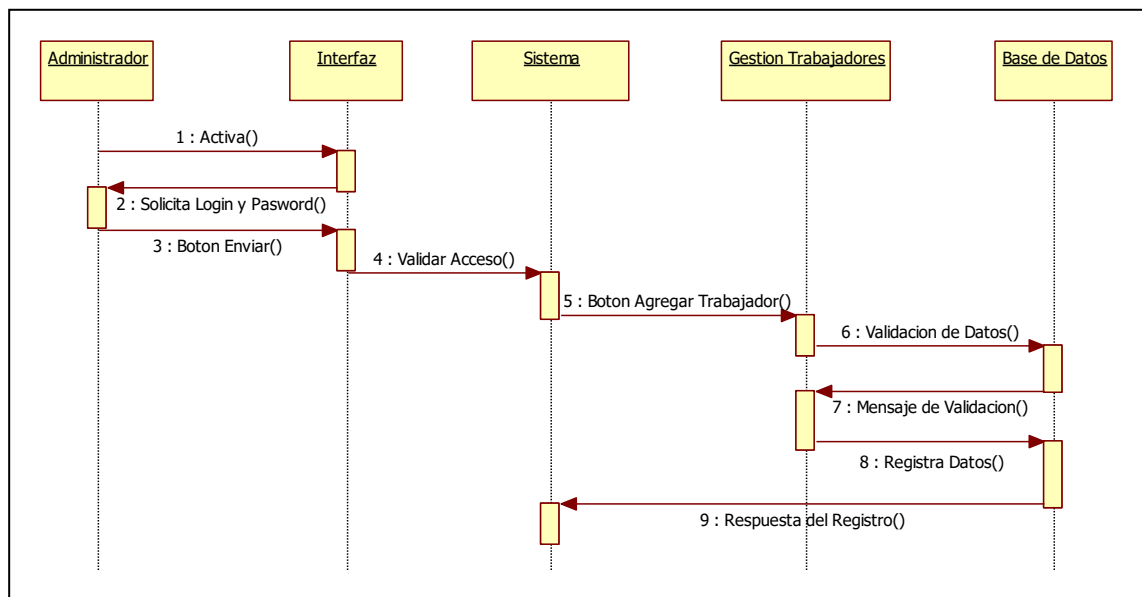 Administrador
Interfaz
Sistema
Gestion Trabajadores
Base de Datos
1 : Activa()
2 : Solicita Login y Pasword()
3 : Boton Enviar()
4 : Validar Acceso()
5 : Boton Agregar Trabajador()
6 : Validacion de Datos()
7 : Mensaje de Validacion()
8 : Registra Datos()
9 : Respuesta del Registro()